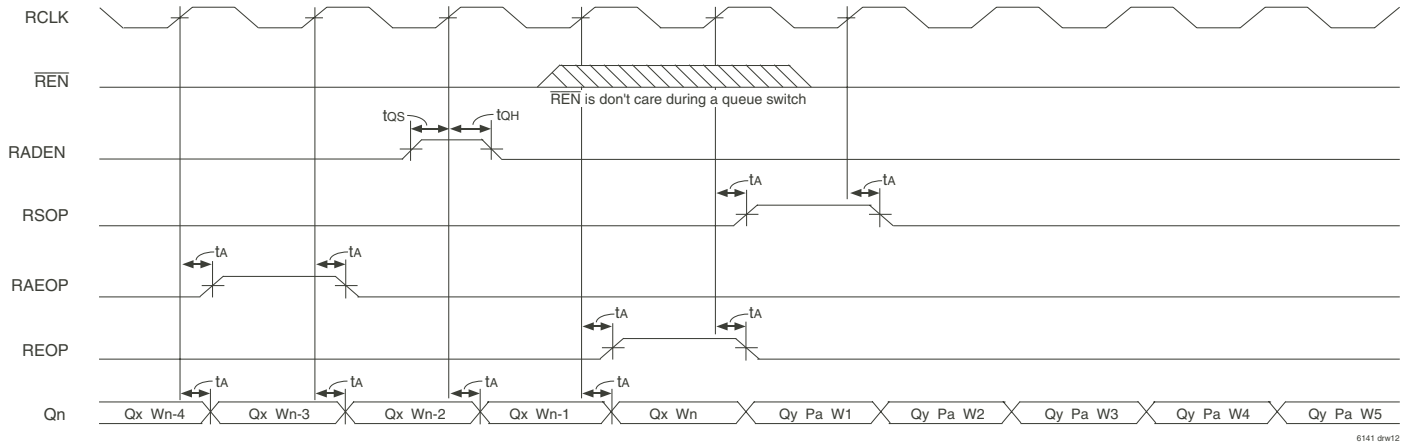 RCLK
REN
REN is don't care during a queue switch
tQS tQH
RADEN
tA tA
RSOP
tA tA
RAEOP
tA tA
REOP
tA tA tA tA
Qn Qx Wn-4 Qx Wn-3 Qx Wn-2 Qx Wn-1 Qx Wn Qy Pa W1 Qy Pa W2 Qy Pa W3 Qy Pa W4 Qy Pa W5
6141 drw12